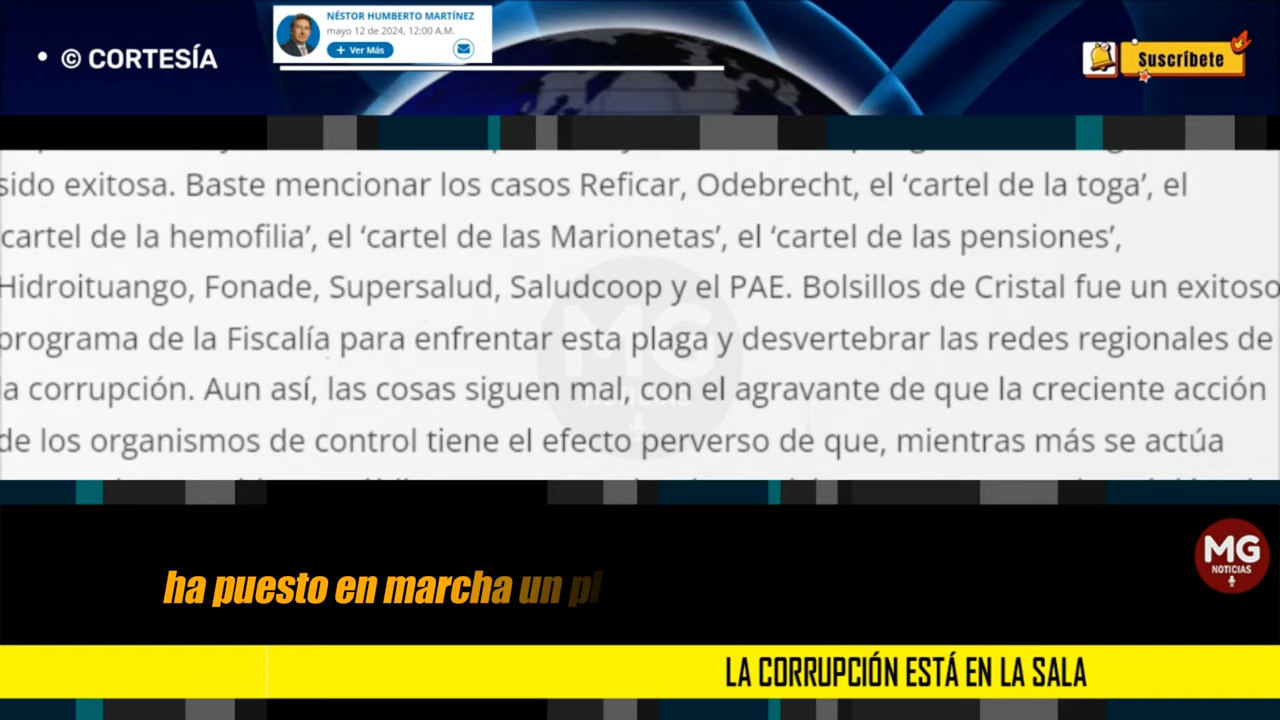 NÉSTOR HUMBERTO MARTÍNEZ
mayo 12 de 2024, 12:00 A.M.
+ Ver Más
• © CORTESÍA
Suscríbete
sido exitosa. Baste mencionar los casos Reficar, Odebrecht, el ‘cartel de la toga’, el
cartel de la hemofilia’, el ‘cartel de las Marionetas’, el ‘cartel de las pensiones’,
Hidroituango, Fonade, Supersalud, Saludcoop y el PAE. Bolsillos de Cristal fue un exitoso
programa de la Fiscalía para enfrentar esta plaga y desvertebrar las redes regionales de
la corrupción. Aun así, las cosas siguen mal, con el agravante de que la creciente acción
de los organismos de control tiene el efecto perverso de que, mientras más se actúa
ha puesto en marcha un pl
MG
NOTICIAS
LA CORRUPCIÓN ESTÁ EN LA SALA